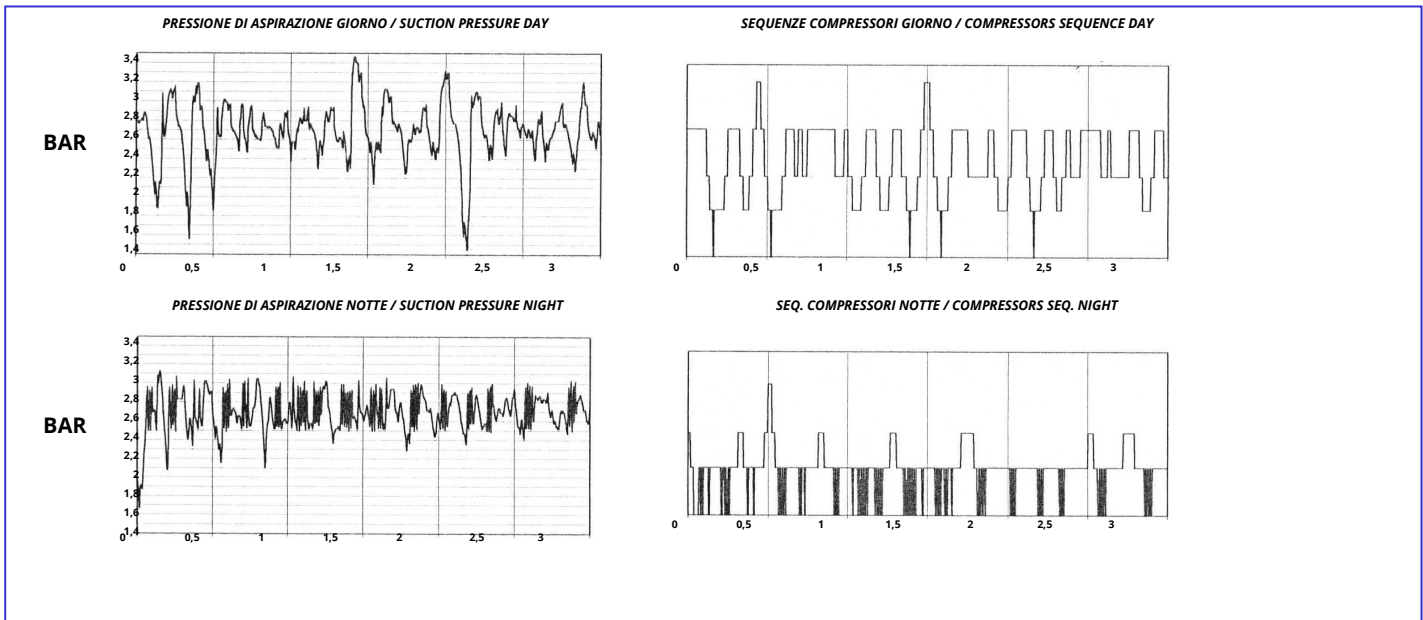 PRESSIONE DI ASPIRAZIONE GIORNO / SUCTION PRESSURE DAY
SEQUENZE COMPRESSORI GIORNO / COMPRESSORS SEQUENCE DAY
BAR
3,4
3,2
3
2,8
2,6
2,4
2,2
2
1,8
1,6
1,4
0 0,5 1 1,5 2 2,5 3
0 0,5 1 1,5 2 2,5 3
PRESSIONE DI ASPIRAZIONE NOTTE / SUCTION PRESSURE NIGHT
SEQ. COMPRESSORI NOTTE / COMPRESSORS SEQ. NIGHT
BAR
3,4
3,2
3
2,8
2,6
2,4
2,2
2
1,8
1,6
1,4
0 0,5 1 1,5 2 2,5 3
0 0,5 1 1,5 2 2,5 3